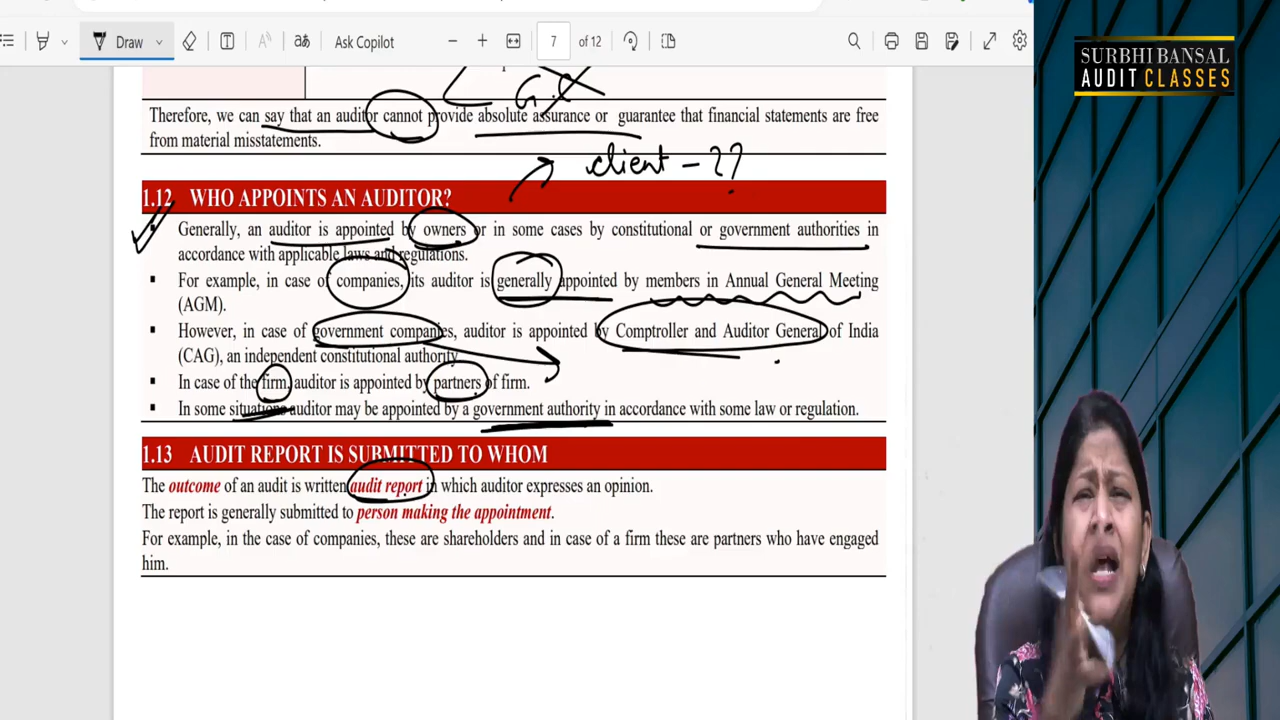 Draw
Ask Copilot
7 of 12
SURBHI BANSAL
AUDIT CLASSES
Therefore, we can say that an auditor cannot provide absolute assurance or guarantee that financial statements are free
from material misstatements.
client - ??
1.12 WHO APPOINTS AN AUDITOR?
Generally, an auditor is appointed by owners or in some cases by constitutional or government authorities in
accordance with applicable laws and regulations.
▪ For example, in case of companies, its auditor is generally appointed by members in Annual General Meeting
(AGM).
▪ However, in case of government companies, auditor is appointed by Comptroller and Auditor General of India
(CAG), an independent constitutional authority
▪ In case of the firm, auditor is appointed by partners of firm.
▪ In some situations auditor may be appointed by a government authority in accordance with some law or regulation.
1.13 AUDIT REPORT IS SUBMITTED TO WHOM
The outcome of an audit is written audit report in which auditor expresses an opinion.
The report is generally submitted to person making the appointment.
For example, in the case of companies, these are shareholders and in case of a firm these are partners who have engaged
him.